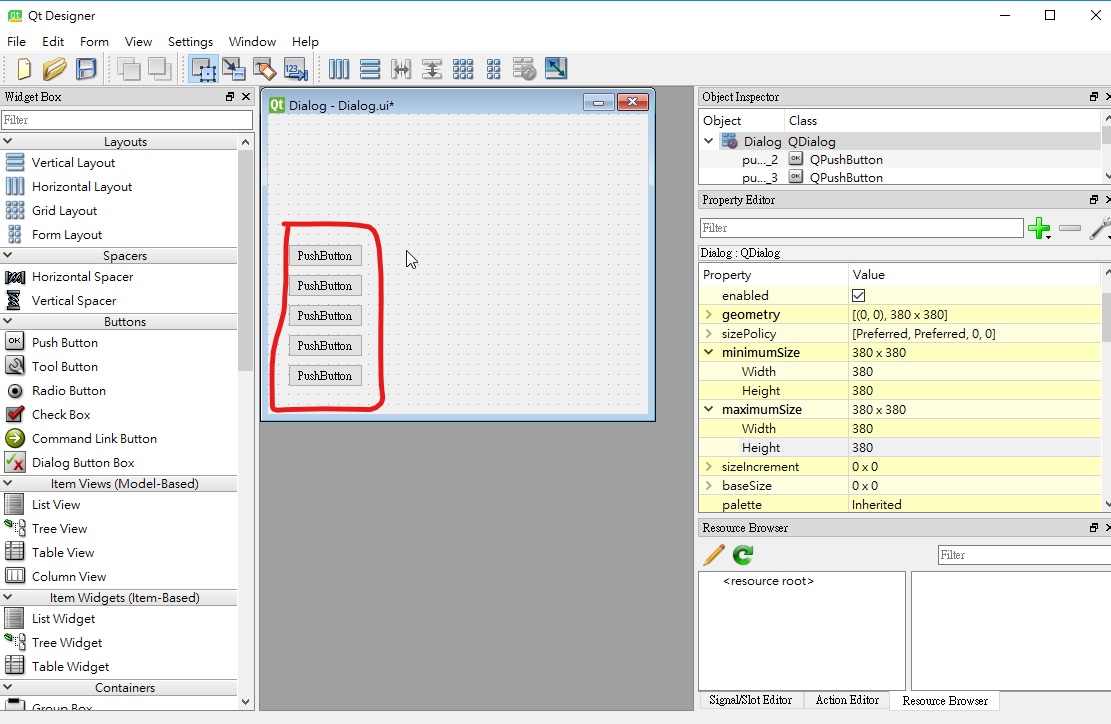 Qt Designer
File Edit Form View Settings Window Help
Widget Box
Filter
Layouts
Vertical Layout
Horizontal Layout
Grid Layout
Form Layout
Spacers
Horizontal Spacer
Vertical Spacer
Buttons
Push Button
Tool Button
Radio Button
Check Box
Command Link Button
Dialog Button Box
Item Views (Model-Based)
List View
Tree View
Table View
Column View
Item Widgets (Item-Based)
List Widget
Tree Widget
Table Widget
Containers
Group Box
Dialog - Dialog.ui*
PushButton
PushButton
PushButton
PushButton
PushButton
Object Inspector
Object Class
Dialog QDialog
pu..._2 QPushButton
pu..._3 QPushButton
Property Editor
Filter
Dialog : QDialog
Property Value
enabled
geometry [(0, 0), 380 x 380]
sizePolicy [Preferred, Preferred, 0, 0]
minimumSize 380 x 380
Width 380
Height 380
maximumSize 380 x 380
Width 380
Height 380
sizeIncrement 0 x 0
baseSize 0 x 0
palette Inherited
Resource Browser
Filter
<resource root>
Signal/Slot Editor Action Editor Resource Browser